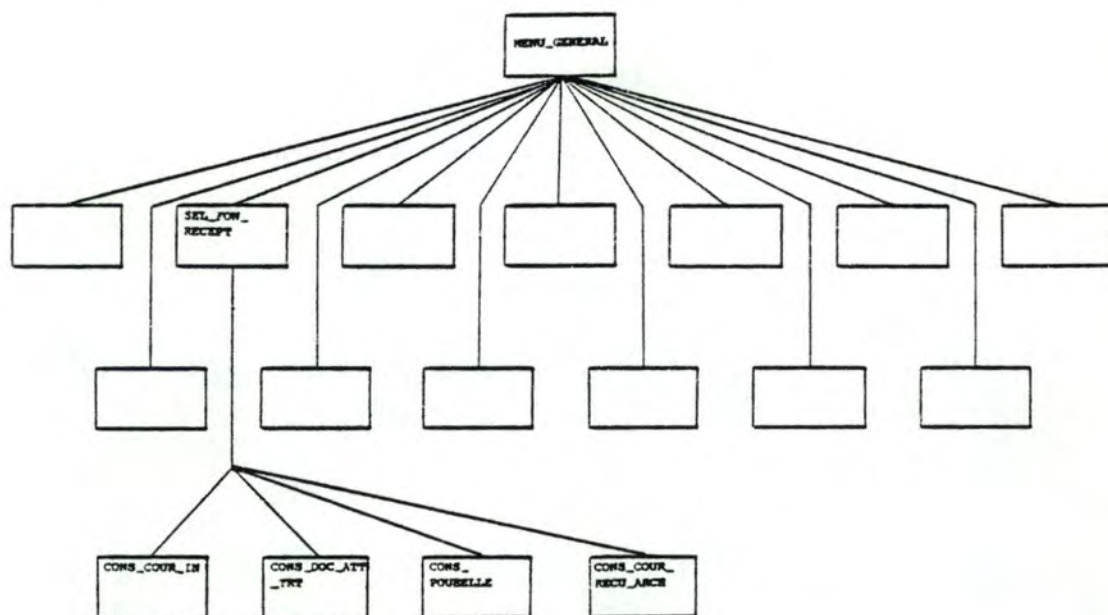 MENU_GENERAL
SEL_FON_
RECEPT
CONS_COUR_IN
CONS_DOC_ATT
_TRT
CONS_
POUBELLE
CONS_COUR_
RECU_ARCH